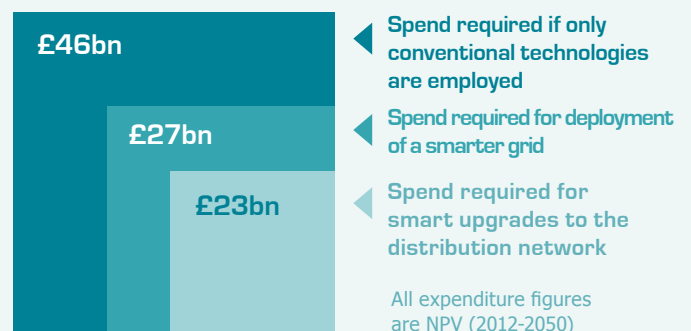 £46bn
Spend required if only
conventional technologies
are employed
£27bn
Spend required for deployment
of a smarter grid
£23bn
Spend required for
smart upgrades to the
distribution network
All expenditure figures
are NPV (2012-2050)